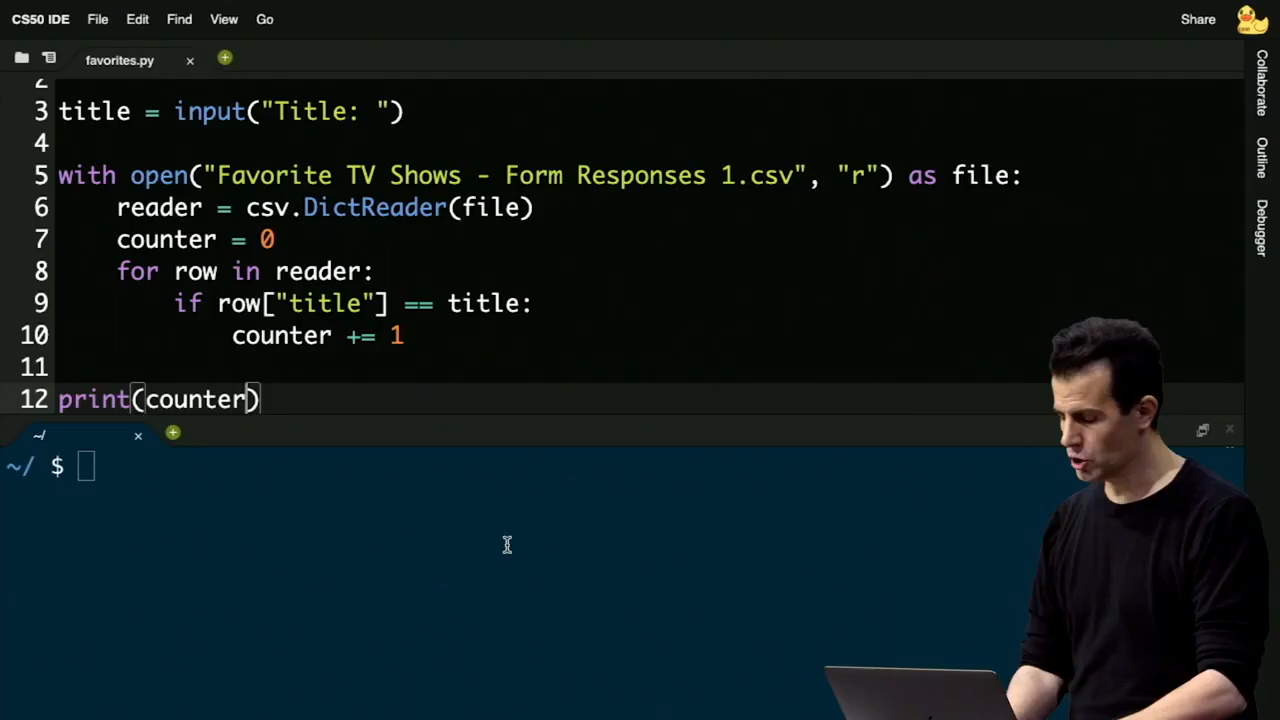 CS50 IDE File Edit Find View Go Share
favorites.py
2
3 title = input("Title: ")
4
5 with open("Favorite TV Shows - Form Responses 1.csv", "r") as file:
6     reader = csv.DictReader(file)
7     counter = 0
8     for row in reader:
9         if row["title"] == title:
10             counter += 1
11
12 print(counter)
~/
~/ $
Collaborate
Outline
Debugger